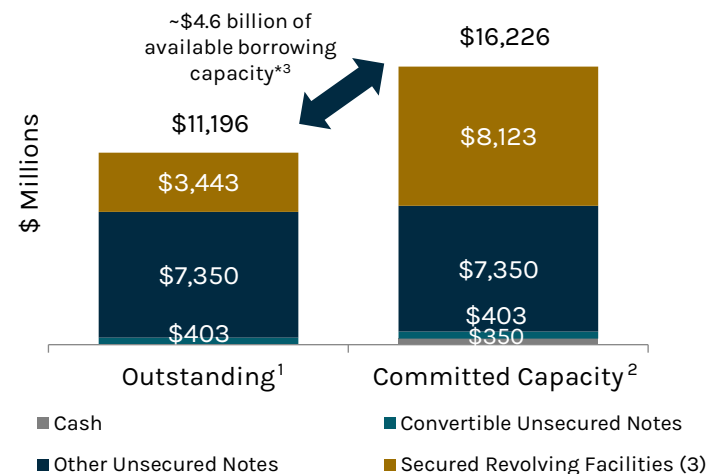 ~$4.6 billion of
available borrowing
capacity*3
$16,226
$11,196
$ Millions
$8,123
$3,443
$7,350
$7,350
$403
$403
$350
Outstanding1
Committed Capacity2
Cash
Convertible Unsecured Notes
Other Unsecured Notes
Secured Revolving Facilities (3)